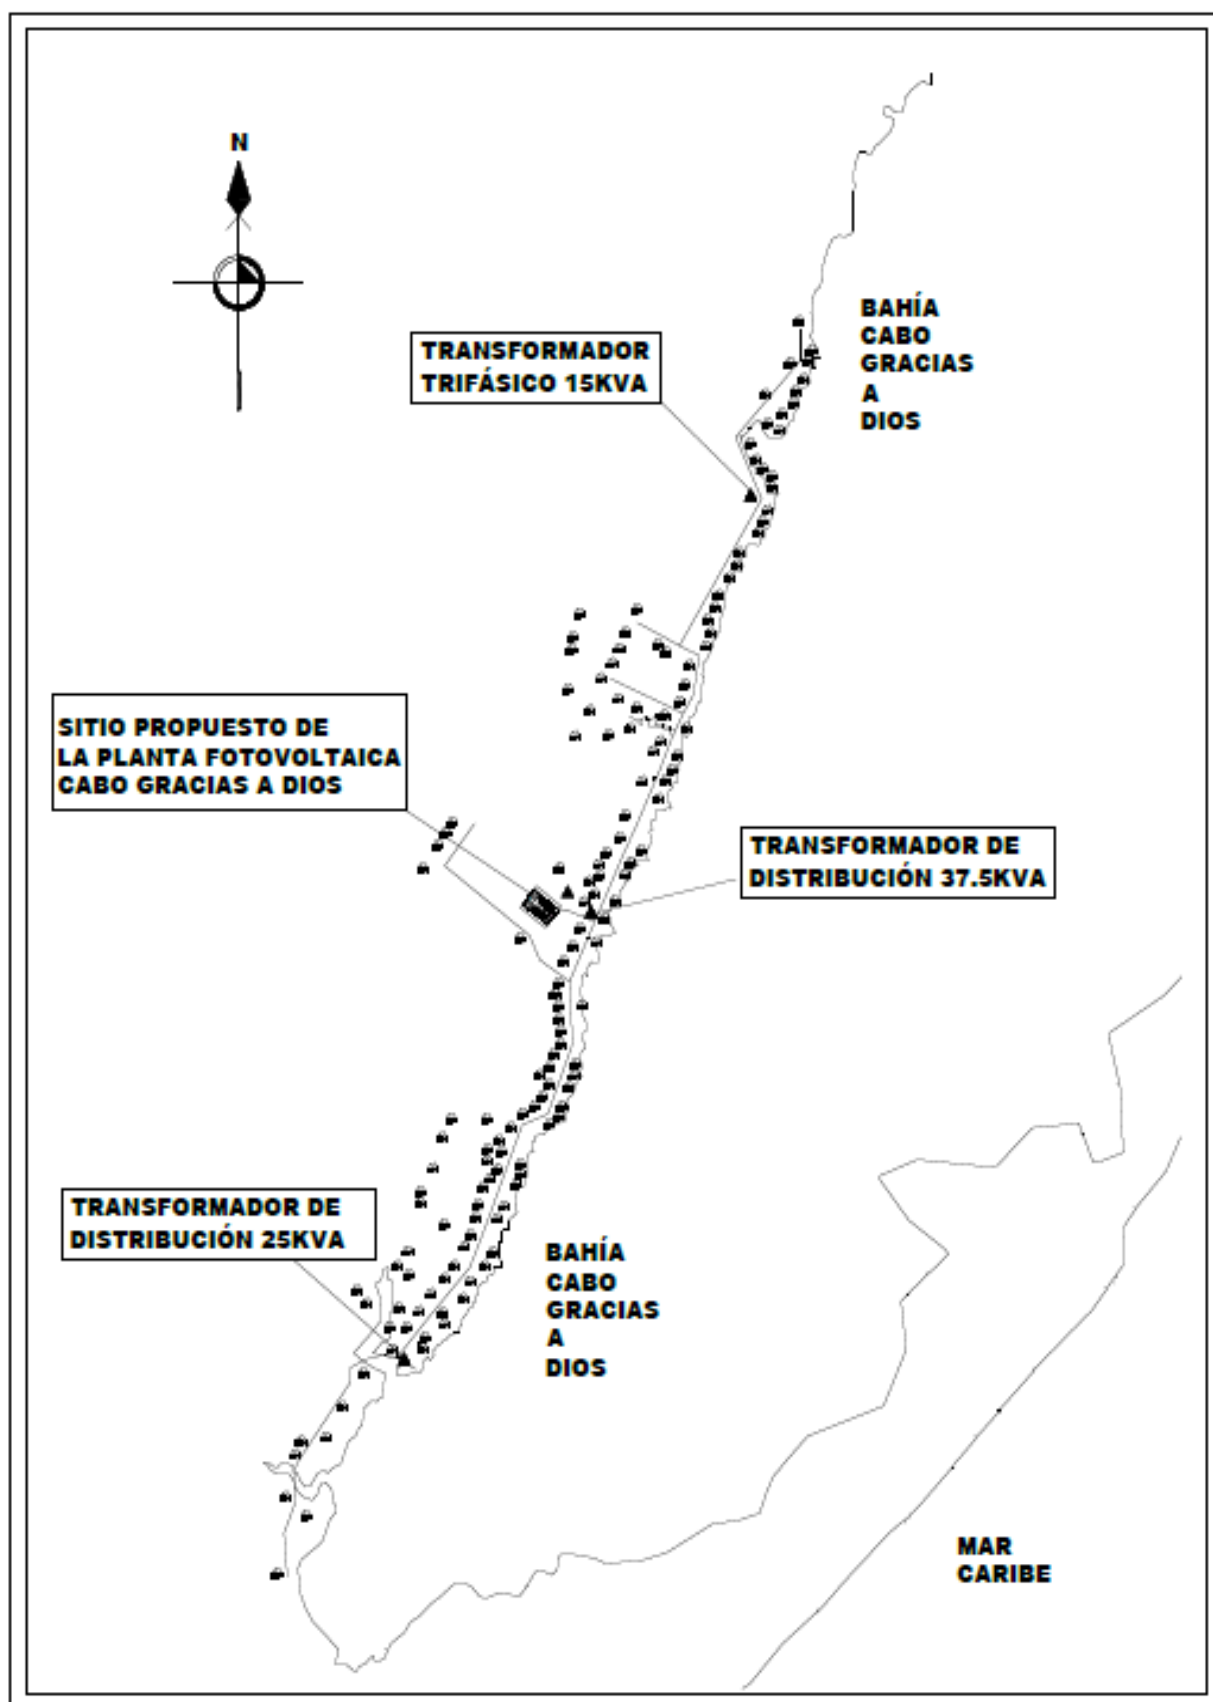 N
BAHÍA
CABO
GRACIAS
A
DIOS
TRANSFORMADOR
TRIFÁSICO 15KVA
SITIO PROPUESTO DE
LA PLANTA FOTOVOLTAICA
CABO GRACIAS A DIOS
TRANSFORMADOR DE
DISTRIBUCIÓN 37.5KVA
TRANSFORMADOR DE
DISTRIBUCIÓN 25KVA
BAHÍA
CABO
GRACIAS
A
DIOS
MAR
CARIBE